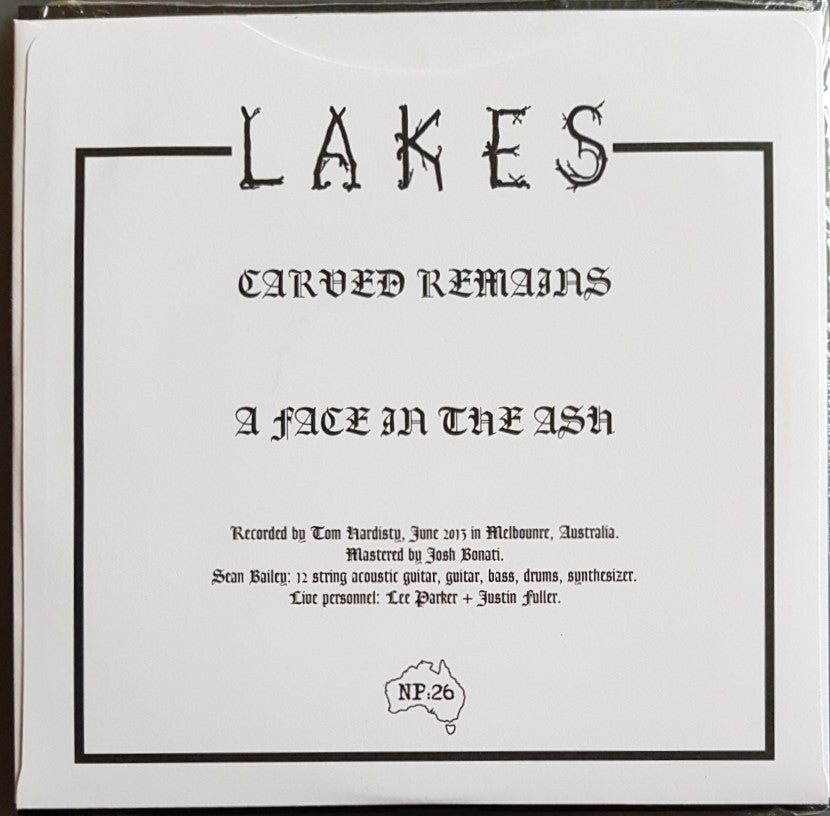 LAKES
CARVED REMAINS
A FACE IN THE ASH
Recorded by Tom Hardisty, June 2013 in Melbounre, Australia.
Mastered by Josh Bonati.
Sean Bailey: 12 string acoustic guitar, guitar, bass, drums, synthesizer.
Live personnel: Lee Parker + Justin Fuller.
NP:26